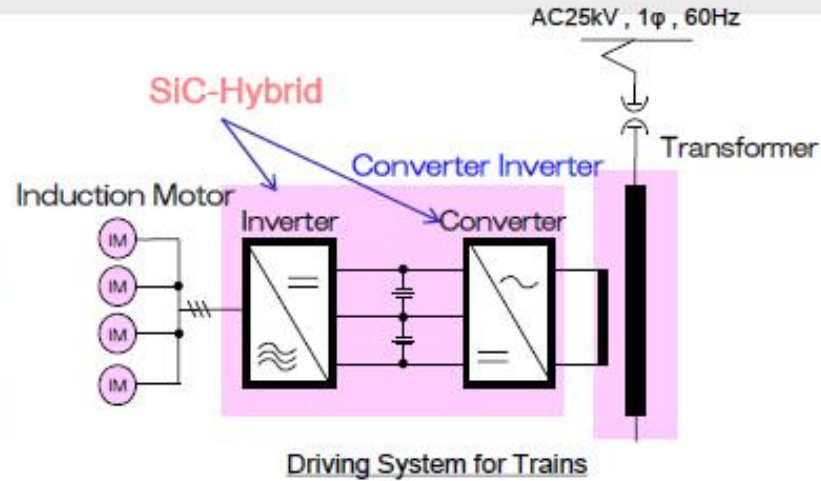 AC25kV , 1φ , 60Hz
SiC-Hybrid
Transformer
Converter Inverter
Induction Motor
Inverter
Converter
IM
IM
IM
IM
Driving System for Trains